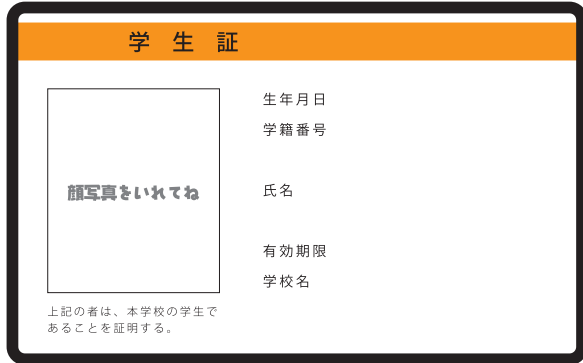 学生証
生年月日
学籍番号
顔写真をいれてね
氏名
有効期限
学校名
上記の者は、本学校の学生で
あることを証明する。